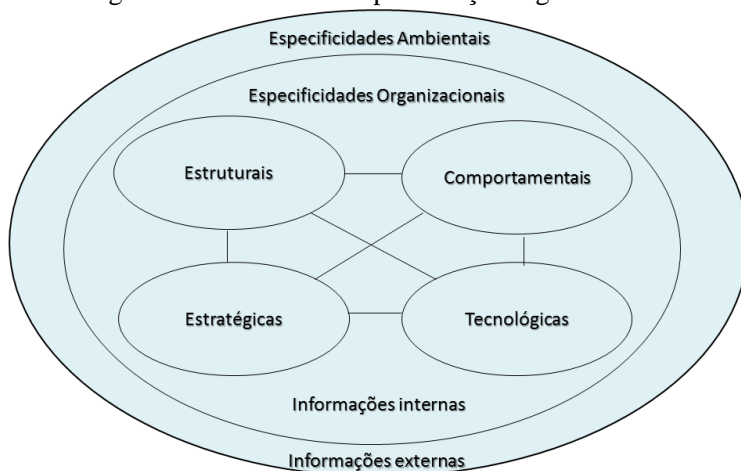 Especificidades Ambientais
Especificidades Organizacionais
Estruturais
Comportamentais
Estratégicas
Tecnológicas
Informações internas
Informações externas